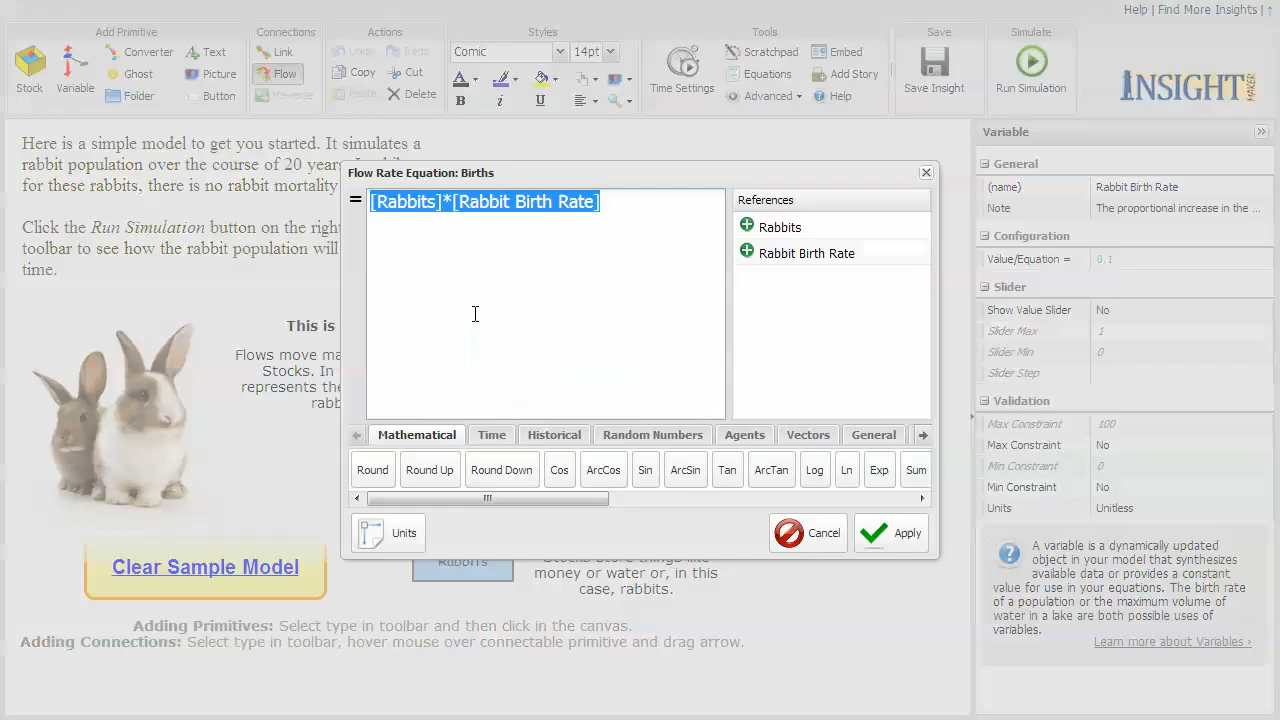 Help | Find More Insights | ↑
Add Primitive
Connections
Actions
Styles
Tools
Save
Simulate
Stock
Variable
Converter
Ghost
Folder
Text
Picture
Button
Link
Flow
Reverse
Undo
Redo
Copy
Cut
Paste
Delete
Comic
14pt
B
i
U
Time Settings
Scratchpad
Equations
Advanced
Embed
Add Story
Help
Save Insight
Run Simulation
INSIGHT
MAKER
Here is a simple model to get you started. It simulates a
rabbit population over the course of 20 years
for these rabbits, there is no rabbit mortality
Click the Run Simulation button on the right
toolbar to see how the rabbit population will
time.
This is
Flows move
Stocks. In
represents the
Clear Sample Model
Rabbits
Stocks store things like
money or water or, in this
case, rabbits.
Adding Primitives: Select type in toolbar and then click in the canvas.
Adding Connections: Select type in toolbar, hover mouse over connectable primitive and drag arrow.
Flow Rate Equation: Births
=
[Rabbits]*[Rabbit Birth Rate]
References
Rabbits
Rabbit Birth Rate
Mathematical
Time
Historical
Random Numbers
Agents
Vectors
General
Round
Round Up
Round Down
Cos
ArcCos
Sin
ArcSin
Tan
ArcTan
Log
Ln
Exp
Sum
Units
Cancel
Apply
Variable
General
(name) Rabbit Birth Rate
Note The proportional increase in the ...
Configuration
Value/Equation = 0.1
Slider
Show Value Slider No
Slider Max 1
Slider Min 0
Slider Step
Validation
Max Constraint 100
Max Constraint No
Min Constraint 0
Min Constraint No
Units Unitless
A variable is a dynamically updated
object in your model that synthesizes
available data or provides a constant
value for use in your equations. The birth rate
of a population or the maximum volume of
water in a lake are both possible uses of
variables.
Learn more about Variables ›